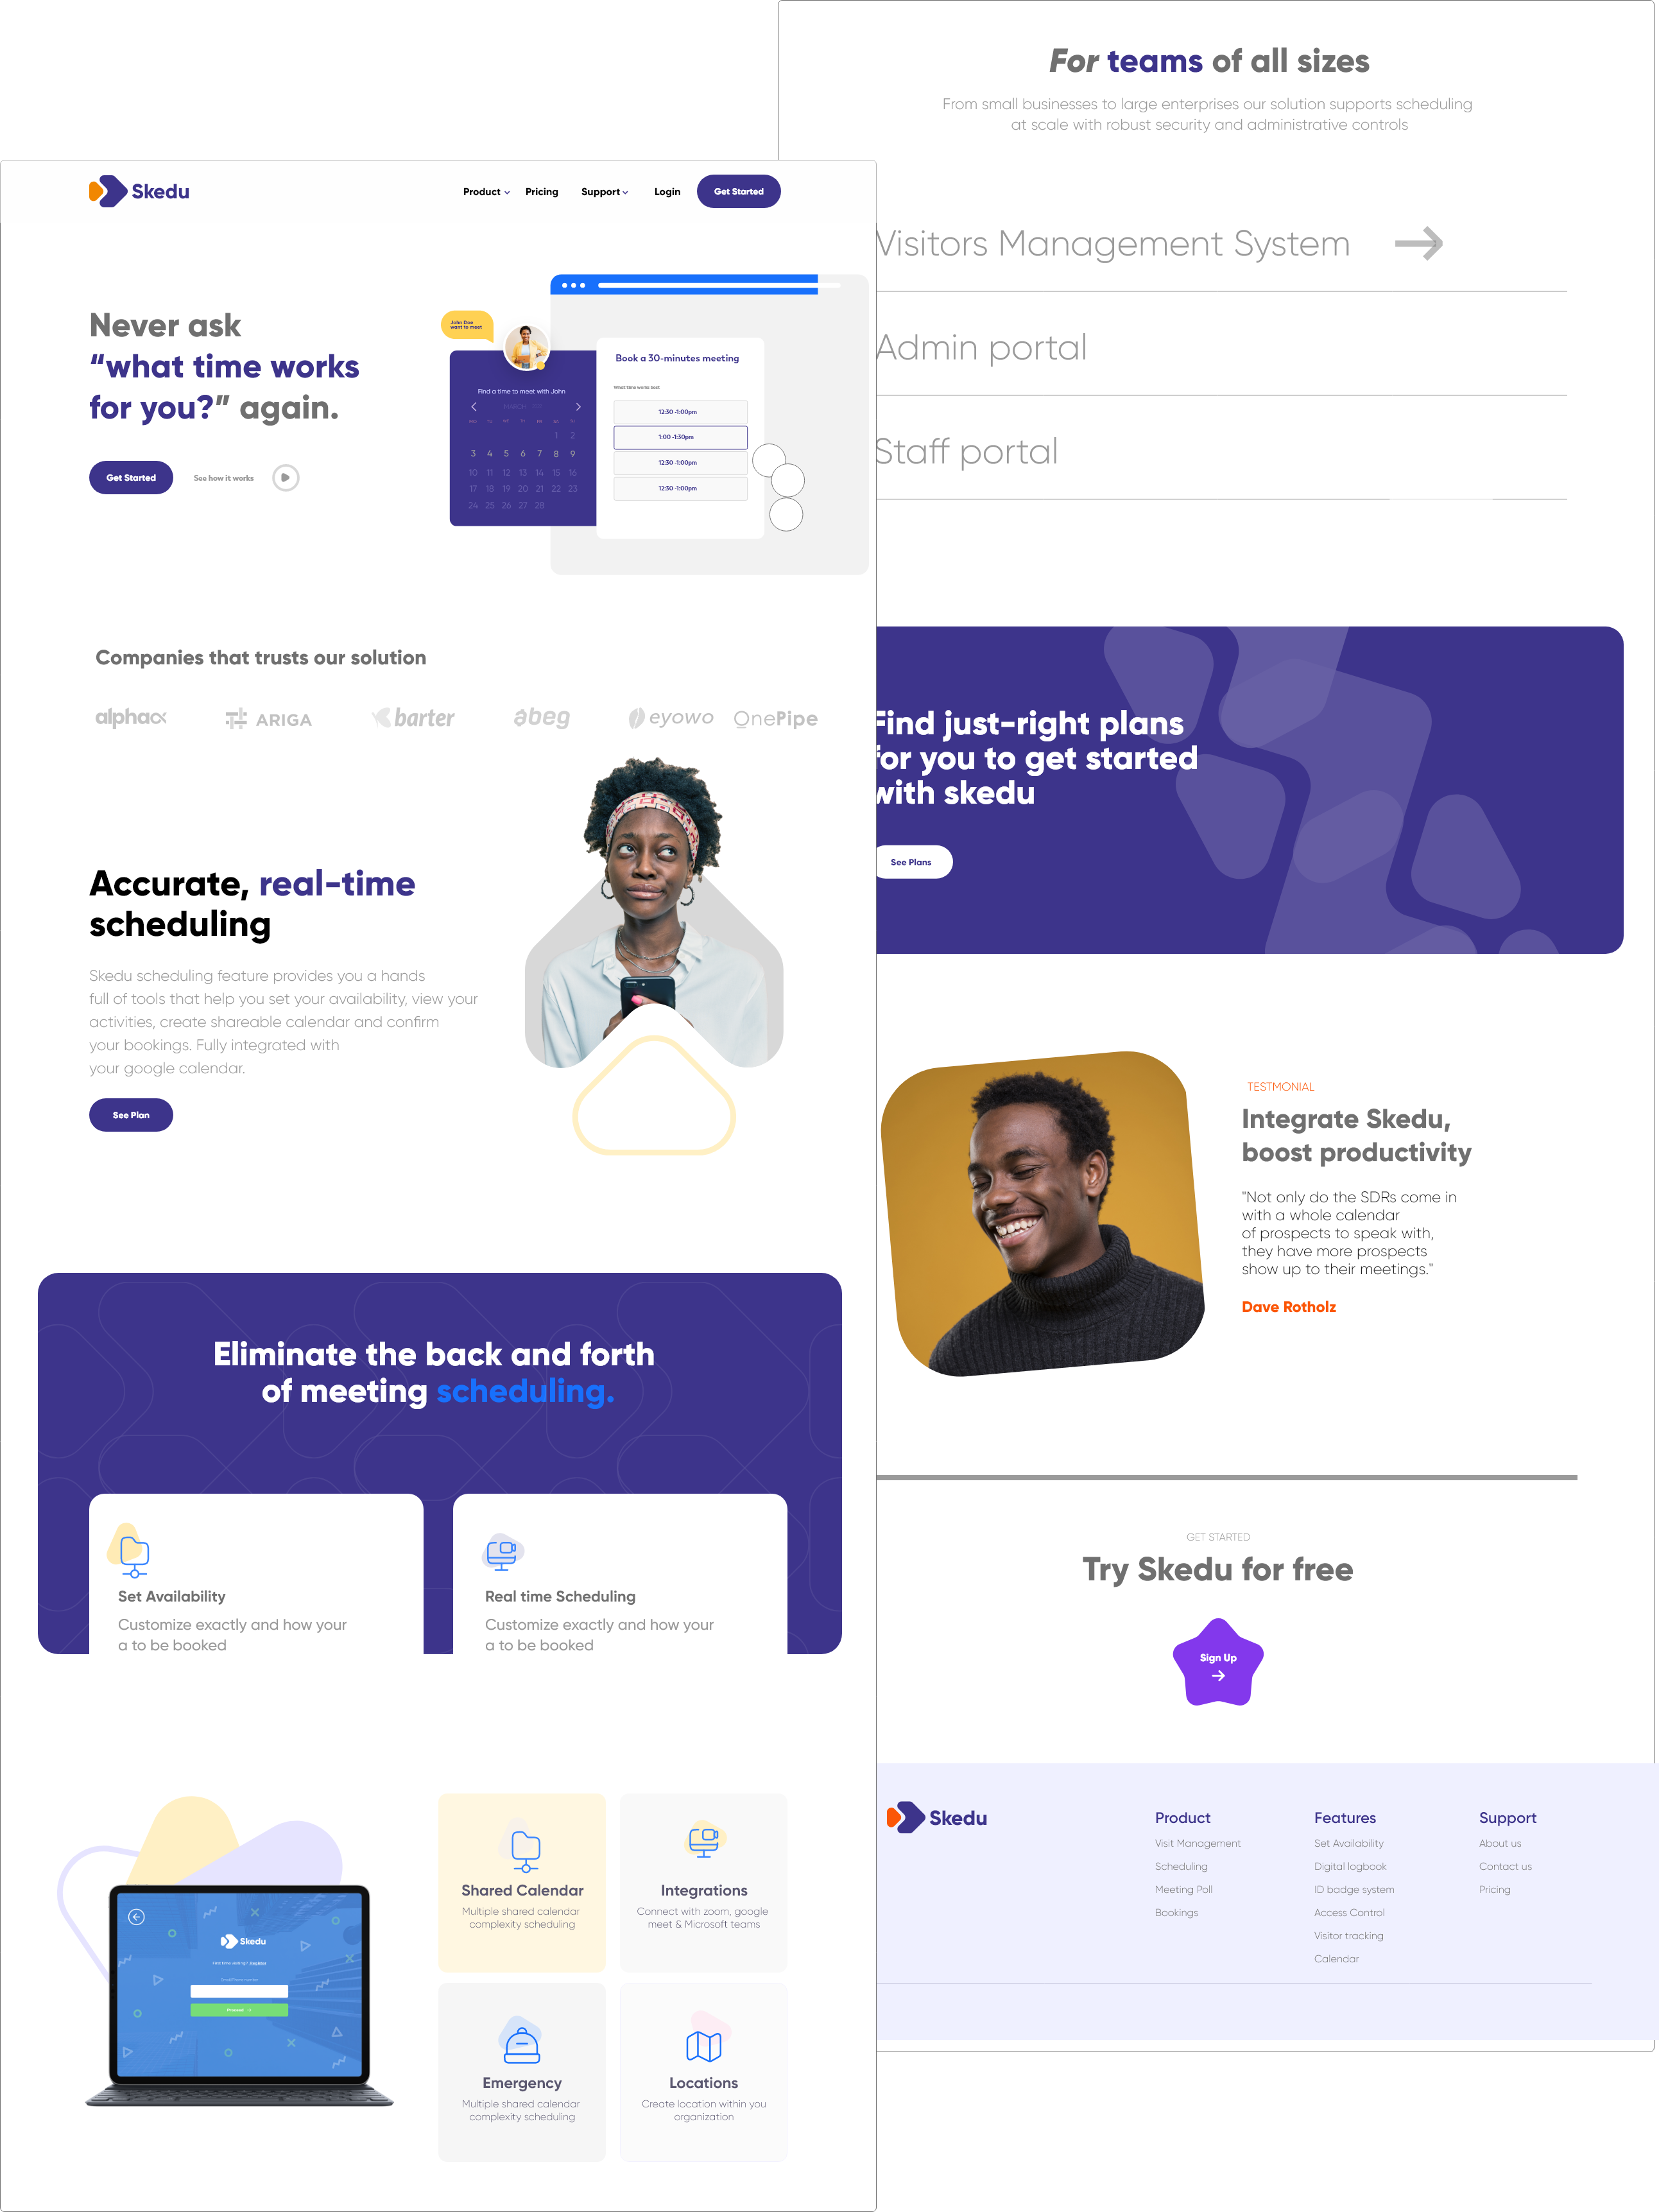 Skedu
Product
Pricing
Support
Login
Get Started
Never ask
“what time works
for you?” again.
Get Started
See how it works
John Doe
want to meet
Find a time to meet with John
MO TU WE TH FR SA SU
1 2
3 4 5 6 7 8 9
10 11 12 13 14 15 16
17 18 19 20 21 22 23
24 25 26 27 28
Book a 30-minutes meeting
What time works best
12:30 -1:00pm
1:00 -1:30pm
12:30 -1:00pm
12:30 -1:00pm
Companies that trusts our solution
alphax
ARIGA
barter
abeg
eyowo
OnePipe
Accurate, real-time
scheduling
Skedu scheduling feature provides you a hands
full of tools that help you set your availability, view your
activities, create shareable calendar and confirm
your bookings. Fully integrated with
your google calendar.
See Plan
Eliminate the back and forth
of meeting scheduling.
Set Availability
Customize exactly and how your
a to be booked
Real time Scheduling
Customize exactly and how your
a to be booked
Skedu
First time visiting? Register
Proceed
Shared Calendar
Multiple shared calendar
complexity scheduling
Integrations
Connect with zoom, google
meet & Microsoft teams
Emergency
Multiple shared calendar
complexity scheduling
Locations
Create location within you
organization
For teams of all sizes
From small businesses to large enterprises our solution supports scheduling
at scale with robust security and administrative controls
Visitors Management System
Admin portal
Staff portal
Find just-right plans
for you to get started
with skedu
See Plans
TESTMONIAL
Integrate Skedu,
boost productivity
"Not only do the SDRs come in
with a whole calendar
of prospects to speak with,
they have more prospects
show up to their meetings."
Dave Rotholz
GET STARTED
Try Skedu for free
Sign Up
Skedu
Product
Visit Management
Scheduling
Meeting Poll
Bookings
Features
Set Availability
Digital logbook
ID badge system
Access Control
Visitor tracking
Calendar
Support
About us
Contact us
Pricing